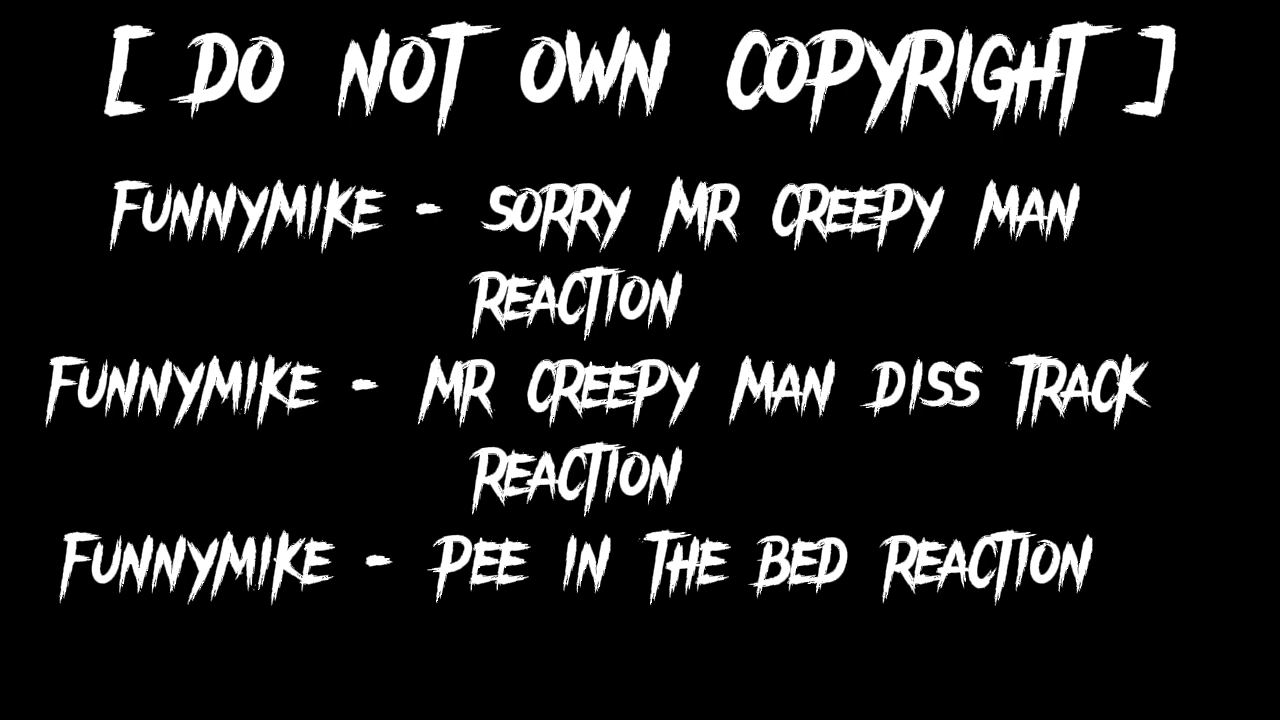 [ DO NOT OWN COPYRIGHT ]
FUNNYMIKE - SORRY MR CREEPY MAN
REACTION
FUNNYMIKE - MR CREEPY MAN DISS TRACK
REACTION
FUNNYMIKE - PEE IN THE BED REACTION